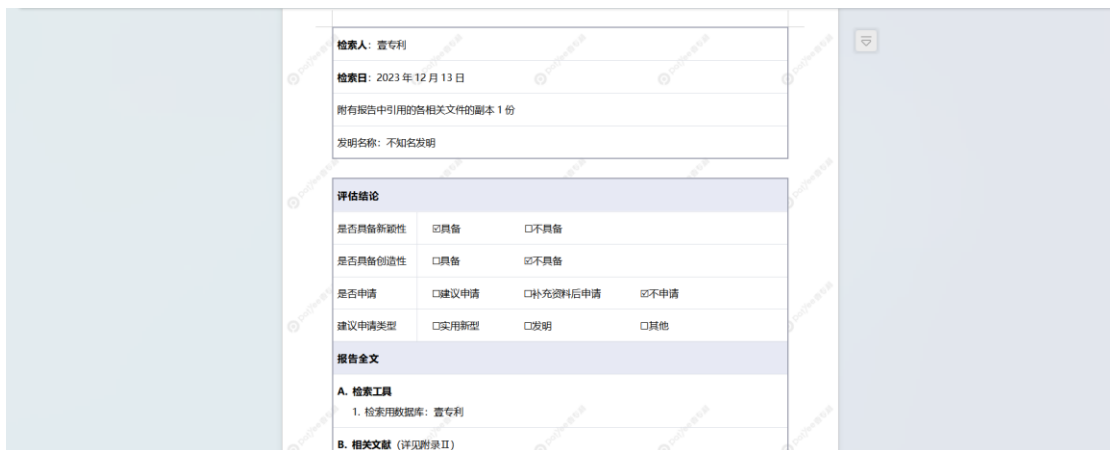 检索人：壹专利
检索日：2023 年 12 月 13 日
附有报告中引用的各相关文件的副本 1 份
发明名称：不知名发明
评估结论
是否具备新颖性 ☑具备 ☐不具备
是否具备创造性 ☐具备 ☑不具备
是否申请 ☐建议申请 ☐补充资料后申请 ☑不申请
建议申请类型 ☐实用新型 ☐发明 ☐其他
报告全文
A. 检索工具
1. 检索用数据库：壹专利
B. 相关文献（详见附录Ⅱ）